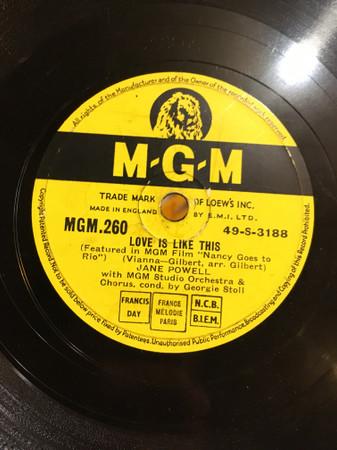 All rights of the Manufacturer and of the Owner of the recorded work reserved.
M-G-M
TRADE MARK OF LOEW'S INC.
MADE IN ENGLAND BY E.M.I. LTD.
MGM.260 49-S-3188
LOVE IS LIKE THIS
(Featured in MGM Film "Nancy Goes to
Rio") (Vianna—Gilbert, arr. Gilbert)
JANE POWELL
with MGM Studio Orchestra &
Chorus, cond. by Georgie Stoll
FRANCIS
DAY
FRANCE
MÉLODIE
PARIS
N.C.B.
B.I.E.M.
Copyright Patented Record Not to be sold below price fixed by Patentees. Unauthorised Public Performance, Broadcasting and Copying of this Record Prohibited.